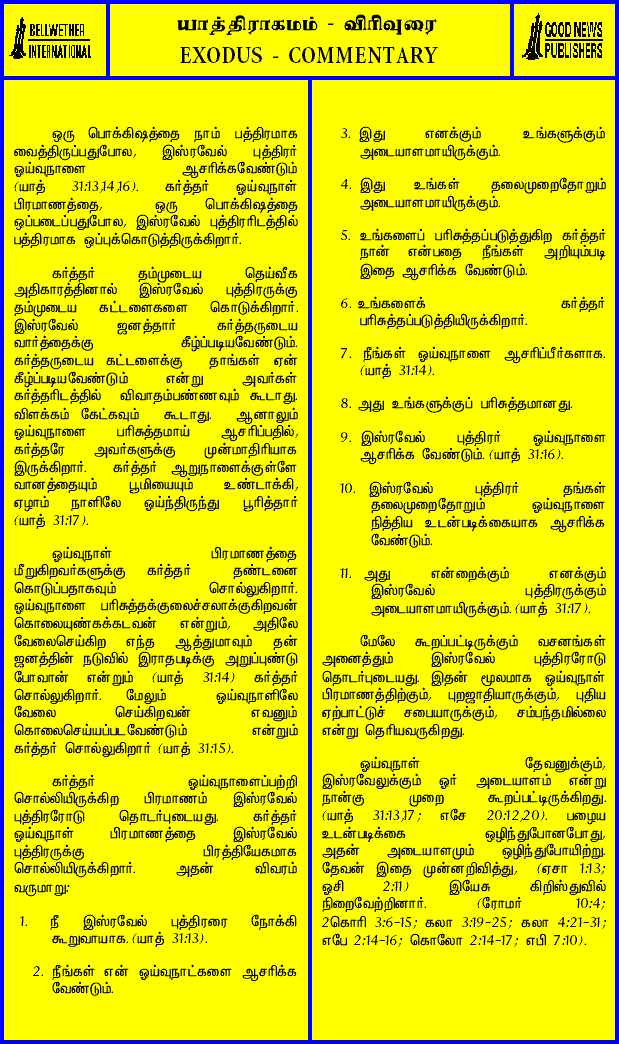 BELLWETHER
INTERNATIONAL
யாத்திராகமம் - விரிவுரை
EXODUS - COMMENTARY
GOOD NEWS
PUBLISHERS
ஒரு பொக்கிஷத்தை நாம் பத்திரமாக
வைத்திருப்பதுபோல, இஸ்ரவேல் புத்திரர்
ஓய்வுநாளை ஆசரிக்கவேண்டும்
(யாத் 31:13,14,16). கர்த்தர் ஓய்வுநாள்
பிரமாணத்தை, ஒரு பொக்கிஷத்தை
ஒப்படைப்பதுபோல, இஸ்ரவேல் புத்திரரிடத்தில்
பத்திரமாக ஒப்புக்கொடுத்திருக்கிறார்.
கர்த்தர் தம்முடைய தெய்வீக
அதிகாரத்தினால் இஸ்ரவேல் புத்திரருக்கு
தம்முடைய கட்டளைகளை கொடுக்கிறார்.
இஸ்ரவேல் ஜனத்தார் கர்த்தருடைய
வார்த்தைக்கு கீழ்ப்படியவேண்டும்.
கர்த்தருடைய கட்டளைக்கு தாங்கள் ஏன்
கீழ்ப்படியவேண்டும் என்று அவர்கள்
கர்த்தரிடத்தில் விவாதம்பண்ணவும் கூடாது.
விளக்கம் கேட்கவும் கூடாது. ஆனாலும்
ஓய்வுநாளை பரிசுத்தமாய் ஆசரிப்பதில்,
கர்த்தரே அவர்களுக்கு முன்மாதிரியாக
இருக்கிறார். கர்த்தர் ஆறுநாளைக்குள்ளே
வானத்தையும் பூமியையும் உண்டாக்கி,
ஏழாம் நாளிலே ஓய்ந்திருந்து பூரித்தார்
(யாத் 31:17).
ஓய்வுநாள் பிரமாணத்தை
மீறுகிறவர்களுக்கு கர்த்தர் தண்டனை
கொடுப்பதாகவும் சொல்லுகிறார்.
ஓய்வுநாளை பரிசுத்தக்குலைச்சலாக்குகிறவன்
கொலையுண்கக்கடவன் என்றும், அதிலே
வேலைசெய்கிற எந்த ஆத்துமாவும் தன்
ஜனத்தின் நடுவில் இராதபடிக்கு அறுப்புண்டு
போவான் என்றும் (யாத் 31:14) கர்த்தர்
சொல்லுகிறார். மேலும் ஓய்வுநாளிலே
வேலை செய்கிறவன் எவனும்
கொலைசெய்யப்படவேண்டும் என்றும்
கர்த்தர் சொல்லுகிறார் (யாத் 31:15).
கர்த்தர் ஓய்வுநாளைப்பற்றி
சொல்லியிருக்கிற பிரமாணம் இஸ்ரவேல்
புத்திரரோடு தொடர்புடையது. கர்த்தர்
ஓய்வுநாள் பிரமாணத்தை இஸ்ரவேல்
புத்திரருக்கு பிரத்தியேகமாக
சொல்லியிருக்கிறார். அதன் விவரம்
வருமாறு:
1. நீ இஸ்ரவேல் புத்திரரை நோக்கி
கூறுவாயாக. (யாத் 31:13).
2. நீங்கள் என் ஓய்வுநாட்களை ஆசரிக்க
வேண்டும்.
3. இது எனக்கும் உங்களுக்கும்
அடையாளமாயிருக்கும்.
4. இது உங்கள் தலைமுறைதோறும்
அடையாளமாயிருக்கும்.
5. உங்களைப் பரிசுத்தப்படுத்துகிற கர்த்தர்
நான் என்பதை நீங்கள் அறியும்படி
இதை ஆசரிக்க வேண்டும்.
6. உங்களைக் கர்த்தர்
பரிசுத்தப்படுத்தியிருக்கிறார்.
7. நீங்கள் ஓய்வுநாளை ஆசரிப்பீர்களாக.
(யாத் 31:14).
8. அது உங்களுக்குப் பரிசுத்தமானது.
9. இஸ்ரவேல் புத்திரர் ஓய்வுநாளை
ஆசரிக்க வேண்டும். (யாத் 31:16).
10. இஸ்ரவேல் புத்திரர் தங்கள்
தலைமுறைதோறும் ஓய்வுநாளை
நித்திய உடன்படிக்கையாக ஆசரிக்க
வேண்டும்.
11. அது என்றைக்கும் எனக்கும்
இஸ்ரவேல் புத்திரருக்கும்
அடையாளமாயிருக்கும். (யாத் 31:17).
மேலே கூறப்பட்டிருக்கும் வசனங்கள்
அனைத்தும் இஸ்ரவேல் புத்திரரோடு
தொடர்புடையது. இதன் மூலமாக ஓய்வுநாள்
பிரமாணத்திற்கும், புறஜாதியாருக்கும், புதிய
ஏற்பாட்டுச் சபையாருக்கும், சம்பந்தமில்லை
என்று தெரியவருகிறது.
ஓய்வுநாள் தேவனுக்கும்,
இஸ்ரவேலுக்கும் ஓர் அடையாளம் என்று
நான்கு முறை கூறப்பட்டிருக்கிறது.
(யாத் 31:13,17; எசே 20:12,20). பழைய
உடன்படிக்கை ஒழிந்துபோனபோது,
அதன் அடையாளமும் ஒழிந்துபோயிற்று.
தேவன் இதை முன்னறிவித்து, (ஏசா 1:13;
ஓசி 2:11) இயேசு கிறிஸ்துவில்
நிறைவேற்றினார். (ரோமர் 10:4;
2கொரி 3:6-15; கலா 3:19-25; கலா 4:21-31;
எபே 2:14-16; கொலோ 2:14-17; எபி 7:10).